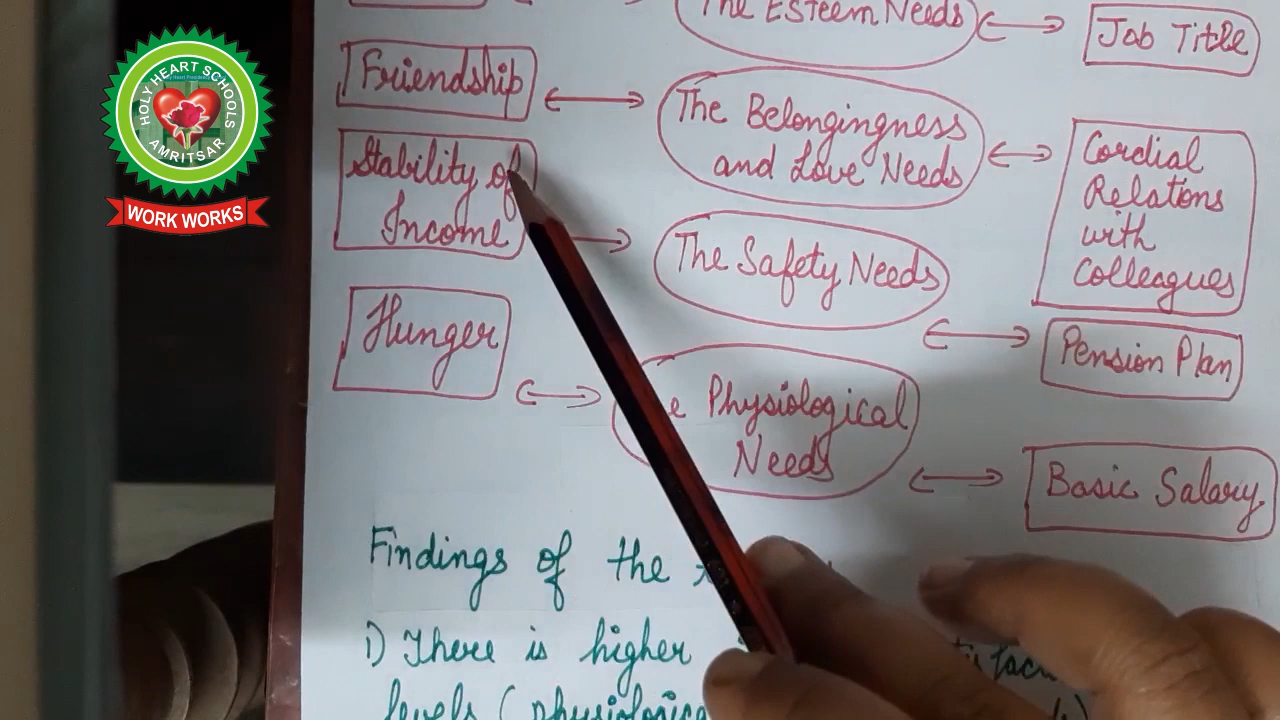 The Esteem Needs
Job Title
Friendship
The Belongingness
and Love Needs
Cordial
Relations
with
Colleagues
Stability of
Income
The Safety Needs
Pension Plan
Hunger
Physiological
Needs
Basic Salary
Findings of the
1) There is higher
levels (physiological
HOLY HEART SCHOOLS
AMRITSAR
WORK WORKS